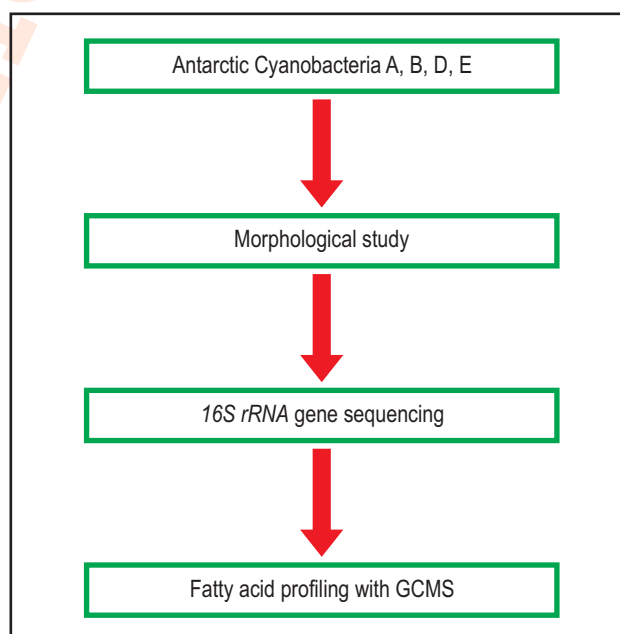 Antarctic Cyanobacteria A, B, D, E
Morphological study
16S rRNA gene sequencing
Fatty acid profiling with GCMS